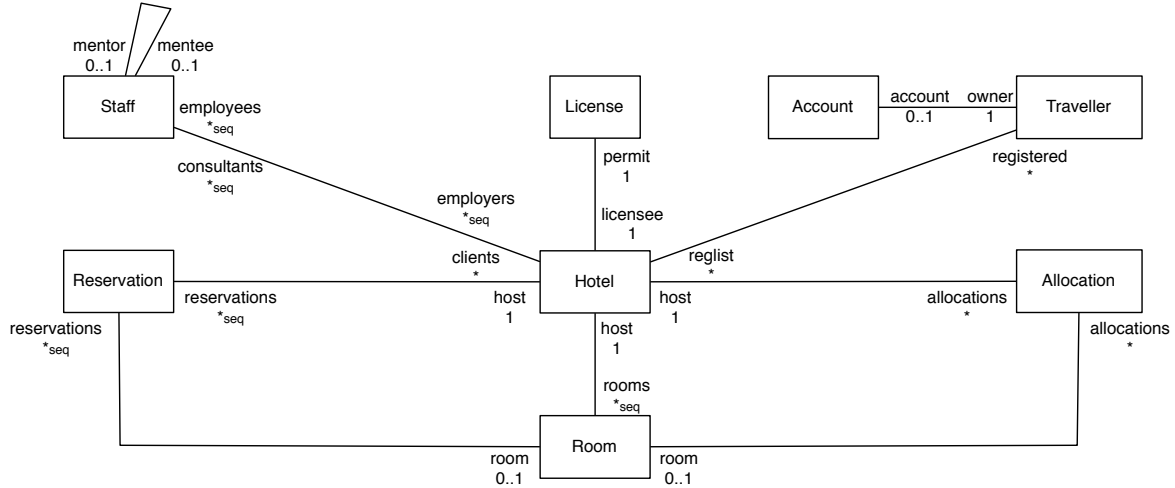 mentor
0..1
mentee
0..1
Staff
employees
*seq
consultants
*seq
License
permit
1
licensee
1
Account
account
0..1
owner
1
Traveller
registered
*
employers
*seq
clients
*
reglist
*
Reservation
reservations
*seq
reservations
*seq
host
1
Hotel
host
1
host
1
allocations
*
Allocation
allocations
*
rooms
*seq
room
0..1
Room
room
0..1